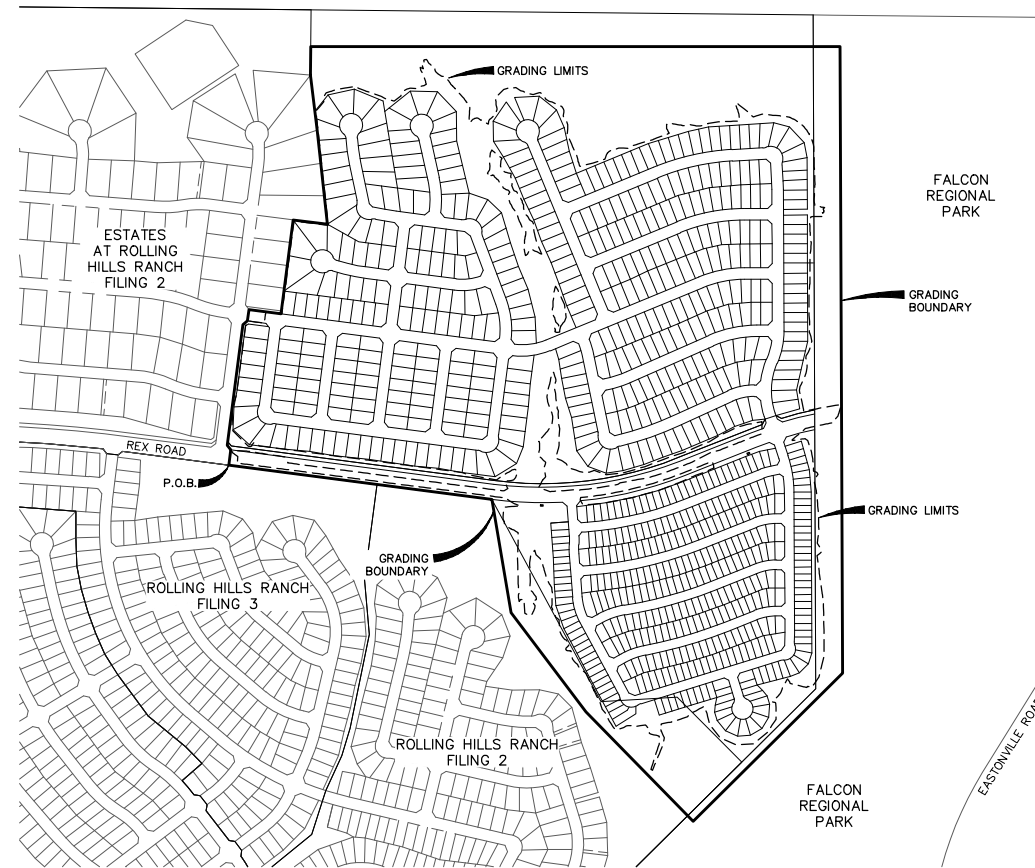 GRADING LIMITS
FALCON
REGIONAL
PARK
ESTATES
AT ROLLING
HILLS RANCH
FILING 2
GRADING
BOUNDARY
REX ROAD
P.O.B.
GRADING LIMITS
GRADING
BOUNDARY
ROLLING HILLS RANCH
FILING 3
ROLLING HILLS RANCH
FILING 2
FALCON
REGIONAL
PARK
EASTONVILLE ROAD